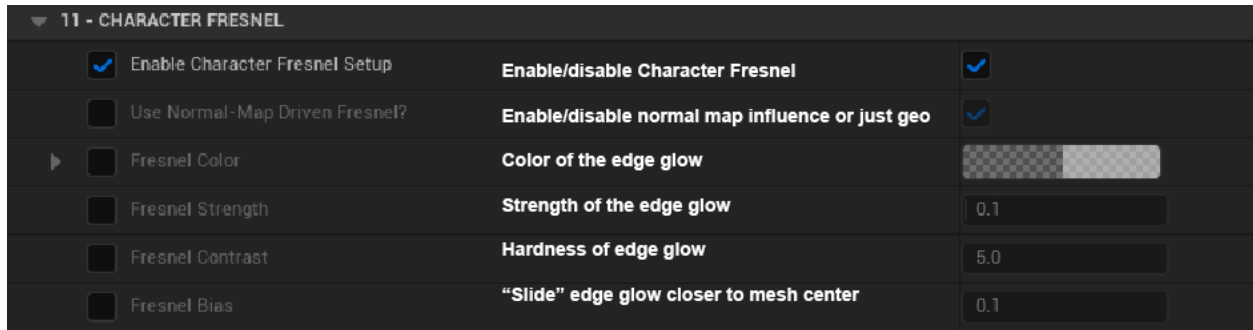 11 - CHARACTER FRESNEL
Enable Character Fresnel Setup Enable/disable Character Fresnel
Use Normal-Map Driven Fresnel? Enable/disable normal map influence or just geo
Fresnel Color Color of the edge glow
Fresnel Strength Strength of the edge glow 0.1
Fresnel Contrast Hardness of edge glow 5.0
Fresnel Bias “Slide” edge glow closer to mesh center 0.1